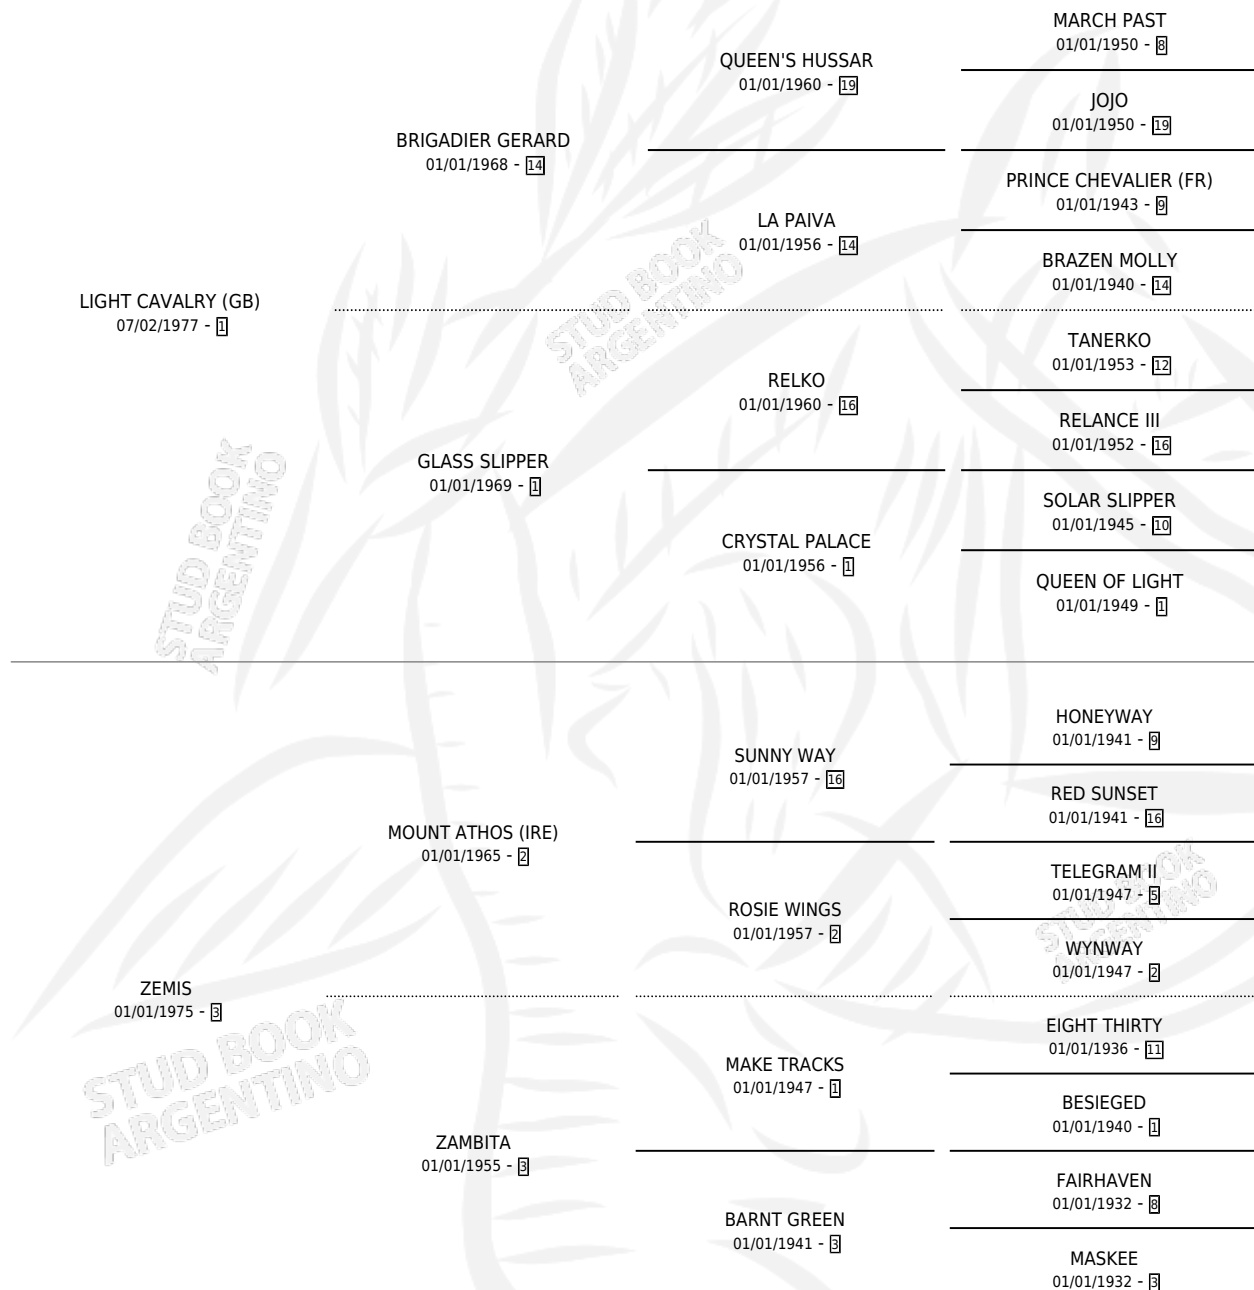 MARCH PAST
01/01/1950 - 8
QUEEN'S HUSSAR
01/01/1960 - 19
JOJO
01/01/1950 - 19
BRIGADIER GERARD
01/01/1968 - 14
PRINCE CHEVALIER (FR)
01/01/1943 - 9
LA PAIVA
01/01/1956 - 14
BRAZEN MOLLY
01/01/1940 - 14
LIGHT CAVALRY (GB)
07/02/1977 - 1
TANERKO
01/01/1953 - 12
RELKO
01/01/1960 - 16
RELANCE III
01/01/1952 - 16
GLASS SLIPPER
01/01/1969 - 1
SOLAR SLIPPER
01/01/1945 - 10
CRYSTAL PALACE
01/01/1956 - 1
QUEEN OF LIGHT
01/01/1949 - 1
HONEYWAY
01/01/1941 - 9
SUNNY WAY
01/01/1957 - 16
RED SUNSET
01/01/1941 - 16
MOUNT ATHOS (IRE)
01/01/1965 - 2
TELEGRAM II
01/01/1947 - 5
ROSIE WINGS
01/01/1957 - 2
WYNWAY
01/01/1947 - 2
ZEMIS
01/01/1975 - 3
EIGHT THIRTY
01/01/1936 - 11
MAKE TRACKS
01/01/1947 - 1
BESIEGED
01/01/1940 - 1
ZAMBITA
01/01/1955 - 3
FAIRHAVEN
01/01/1932 - 8
BARNT GREEN
01/01/1941 - 3
MASKEE
01/01/1932 - 3
STUD BOOK
ARGENTINO
STUD BOOK
ARGENTINO
STUD BOOK
ARGENTINO
STUD BOOK
ARGENTINO